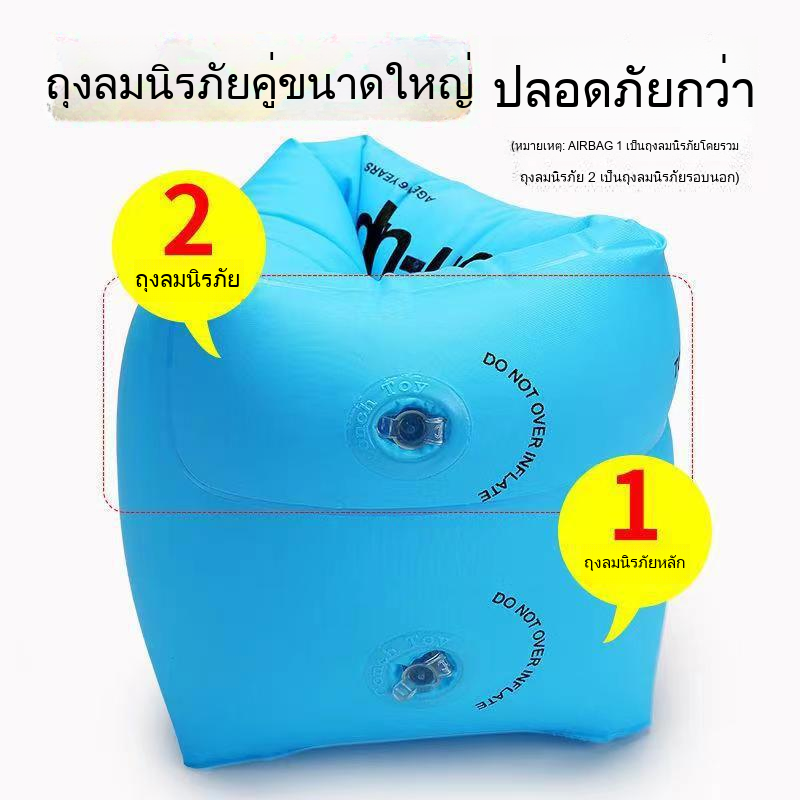 ถุงลมนิรภัยคู่ขนาดใหญ่ ปลอดภัยกว่า
(หมายเหตุ: AIRBAG 1 เป็นถุงลมนิรภัยโดยรวม
ถุงลมนิรภัย 2 เป็นถุงลมนิรภัยรอบนอก)
AGE 6 YEARS
2
ถุงลมนิรภัย
DO NOT OVER INFLATE
Toy
1
ถุงลมนิรภัยหลัก
DO NOT OVER INFLATE
Toy